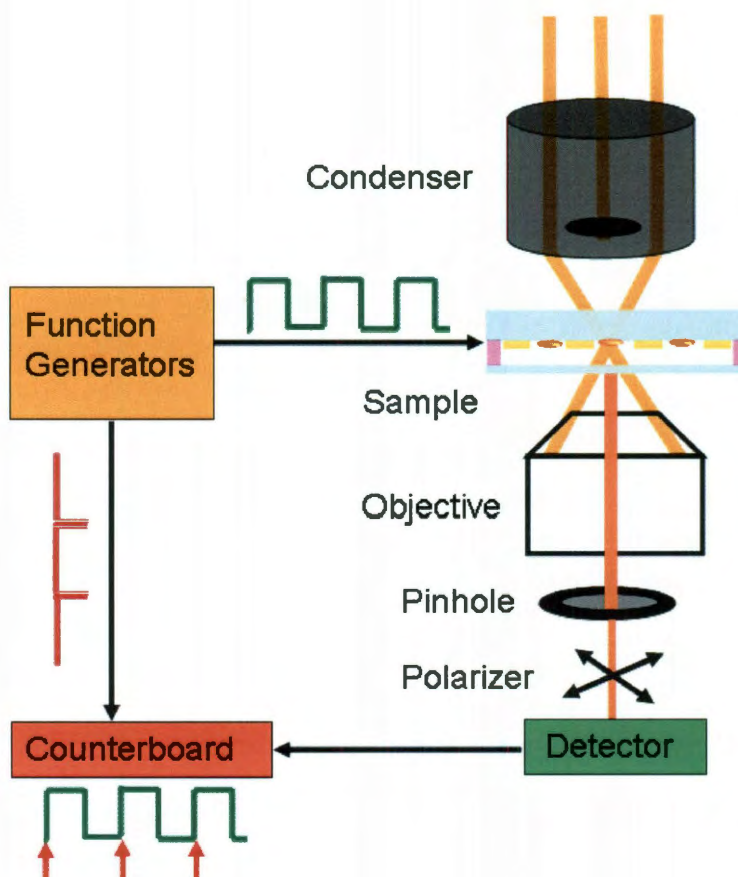 Condenser
Function
Generators
Sample
Objective
Pinhole
Polarizer
Counterboard
Detector